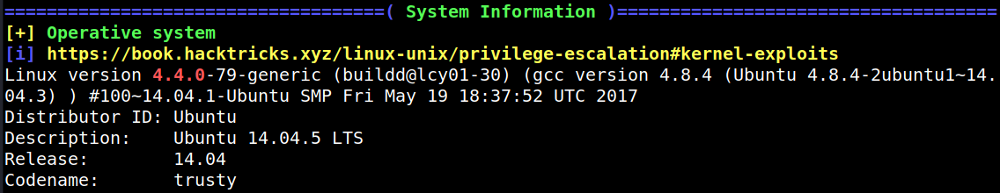 ====================================( System Information )====================================
[+] Operative system
[i] https://book.hacktricks.xyz/linux-unix/privilege-escalation#kernel-exploits
Linux version 4.4.0-79-generic (buildd@lcy01-30) (gcc version 4.8.4 (Ubuntu 4.8.4-2ubuntu1~14.
04.3) ) #100~14.04.1-Ubuntu SMP Fri May 19 18:37:52 UTC 2017
Distributor ID: Ubuntu
Description:    Ubuntu 14.04.5 LTS
Release:        14.04
Codename:       trusty